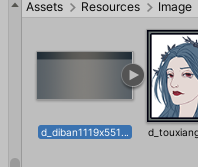 Assets > Resources > Image
d_diban1119x551...
d_touxiang